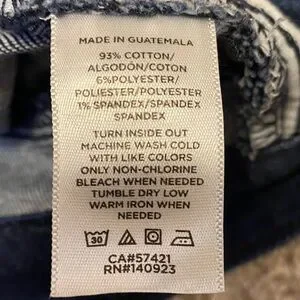 MADE IN GUATEMALA
93% COTTON/
ALGODÓN/COTON
6%POLYESTER/
POLIESTER/POLYESTER
1% SPANDEX/SPANDEX
SPANDEX
TURN INSIDE OUT
MACHINE WASH COLD
WITH LIKE COLORS
ONLY NON-CHLORINE
BLEACH WHEN NEEDED
TUMBLE DRY LOW
WARM IRON WHEN
NEEDED
30
CA#57421
RN#140923